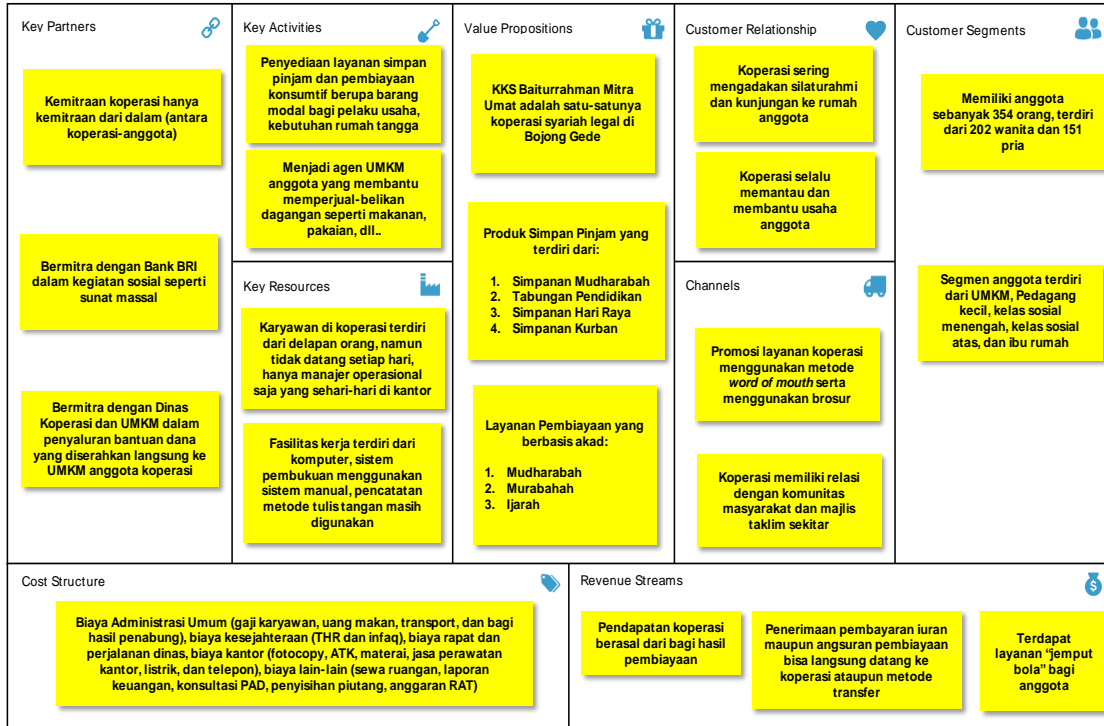 Key Partners
Kemitraan koperasi hanya
kemitraan dari dalam (antara
koperasi-anggota)
Bermitra dengan Bank BRI
dalam kegiatan sosial seperti
sunat massal
Bermitra dengan Dinas
Koperasi dan UMKM dalam
penyaluran bantuan dana
yang diserahkan langsung ke
UMKM anggota koperasi
Key Activities
Penyediaan layanan simpan
pinjam dan pembiayaan
konsumtif berupa barang
modal bagi pelaku usaha,
kebutuhan rumah tangga
Menjadi agen UMKM
anggota yang membantu
memperjual-belikan
dagangan seperti makanan,
pakaian, dll..
Key Resources
Karyawan di koperasi terdiri
dari delapan orang, namun
tidak datang setiap hari,
hanya manajer operasional
saja yang sehari-hari di kantor
Fasilitas kerja terdiri dari
komputer, sistem
pembukuan menggunakan
sistem manual, pencatatan
metode tulis tangan masih
digunakan
Value Propositions
KKS Baiturrahman Mitra
Umat adalah satu-satunya
koperasi syariah legal di
Bojong Gede
Produk Simpan Pinjam yang
terdiri dari:
1. Simpanan Mudharabah
2. Tabungan Pendidikan
3. Simpanan Hari Raya
4. Simpanan Kurban
Layanan Pembiayaan yang
berbasis akad:
1. Mudharabah
2. Murabahah
3. Ijarah
Customer Relationship
Koperasi sering
mengadakan silaturahmi
dan kunjungan ke rumah
anggota
Koperasi selalu
memantau dan
membantu usaha
anggota
Channels
Promosi layanan koperasi
menggunakan metode
word of mouth serta
menggunakan brosur
Koperasi memiliki relasi
dengan komunitas
masyarakat dan majlis
taklim sekitar
Customer Segments
Memiliki anggota
sebanyak 354 orang, terdiri
dari 202 wanita dan 151
pria
Segmen anggota terdiri
dari UMKM, Pedagang
kecil, kelas sosial
menengah, kelas sosial
atas, dan ibu rumah
Cost Structure
Biaya Administrasi Umum (gaji karyawan, uang makan, transport, dan bagi
hasil penabung), biaya kesejahteraan (THR dan infaq), biaya rapat dan
perjalanan dinas, biaya kantor (fotocopy, ATK, materai, jasa perawatan
kantor, listrik, dan telepon), biaya lain-lain (sewa ruangan, laporan
keuangan, konsultasi PAD, penyisihan piutang, anggaran RAT)
Revenue Streams
Pendapatan koperasi
berasal dari bagi hasil
pembiayaan
Penerimaan pembayaran iuran
maupun angsuran pembiayaan
bisa langsung datang ke
koperasi ataupun metode
transfer
Terdapat
layanan “jemput
bola” bagi
anggota